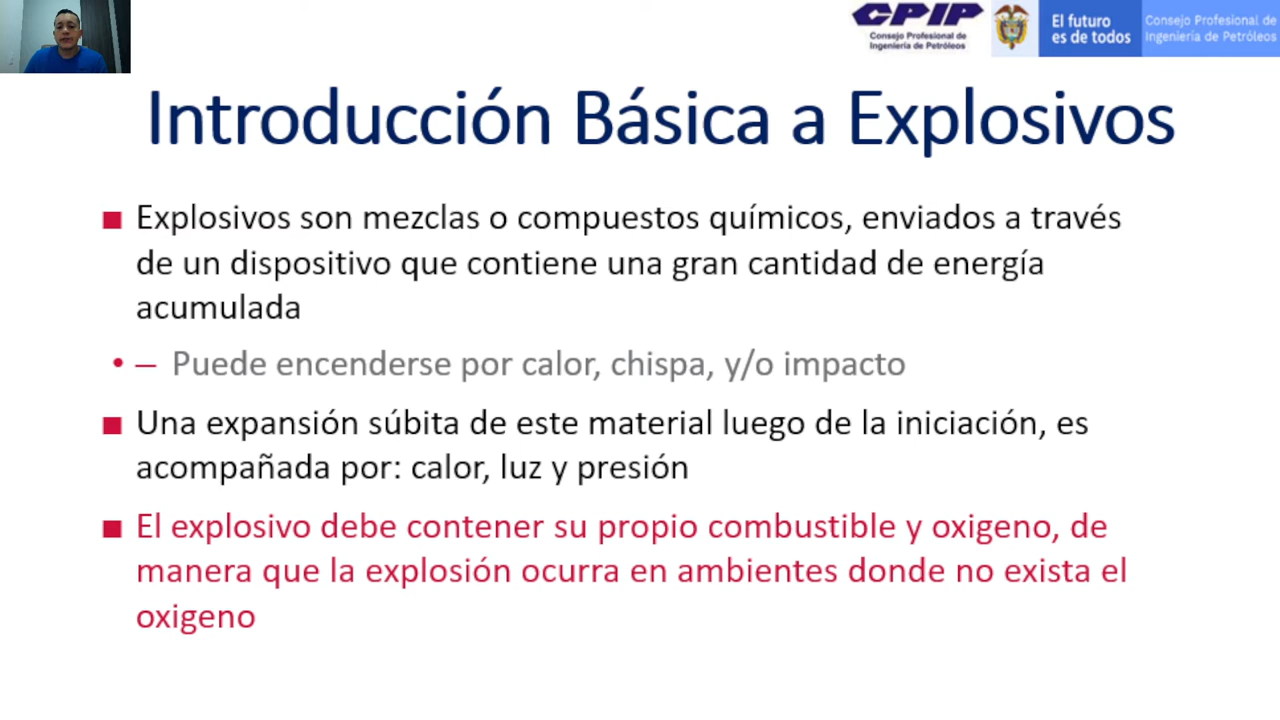 CPIP
Consejo Profesional de
Ingeniería de Petróleos
El futuro
es de todos
Consejo Profesional de
Ingeniería de Petróleos
Introducción Básica a Explosivos
■ Explosivos son mezclas o compuestos químicos, enviados a través
de un dispositivo que contiene una gran cantidad de energía
acumulada
• – Puede encenderse por calor, chispa, y/o impacto
■ Una expansión súbita de este material luego de la iniciación, es
acompañada por: calor, luz y presión
■ El explosivo debe contener su propio combustible y oxigeno, de
manera que la explosión ocurra en ambientes donde no exista el
oxigeno